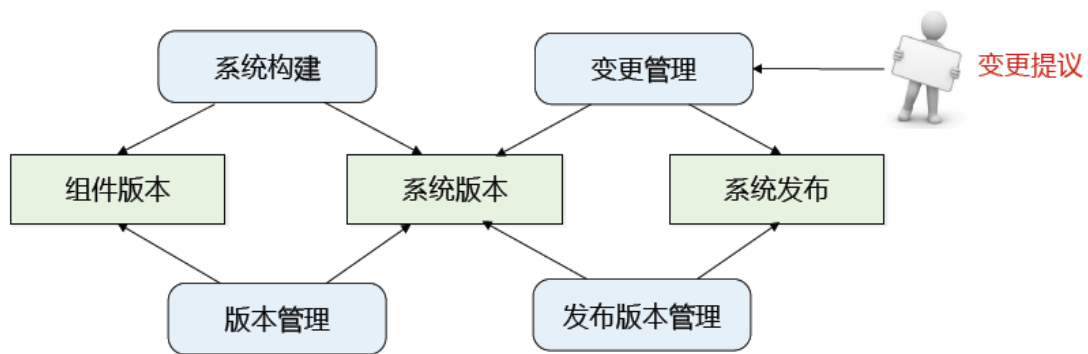 系统构建
变更管理
变更提议
组件版本
系统版本
系统发布
版本管理
发布版本管理